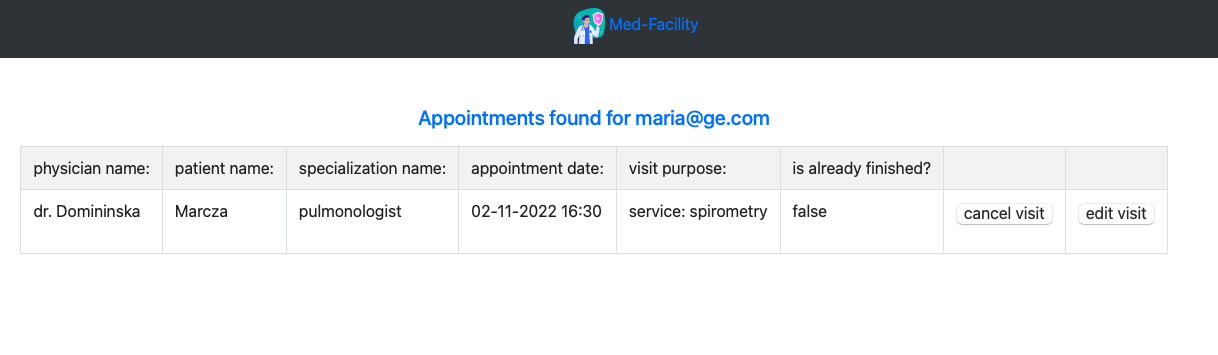 Med-Facility
Appointments found for maria@ge.com
physician name: patient name: specialization name: appointment date: visit purpose: is already finished?
dr. Domininska Marcza pulmonologist 02-11-2022 16:30 service: spirometry false cancel visit edit visit